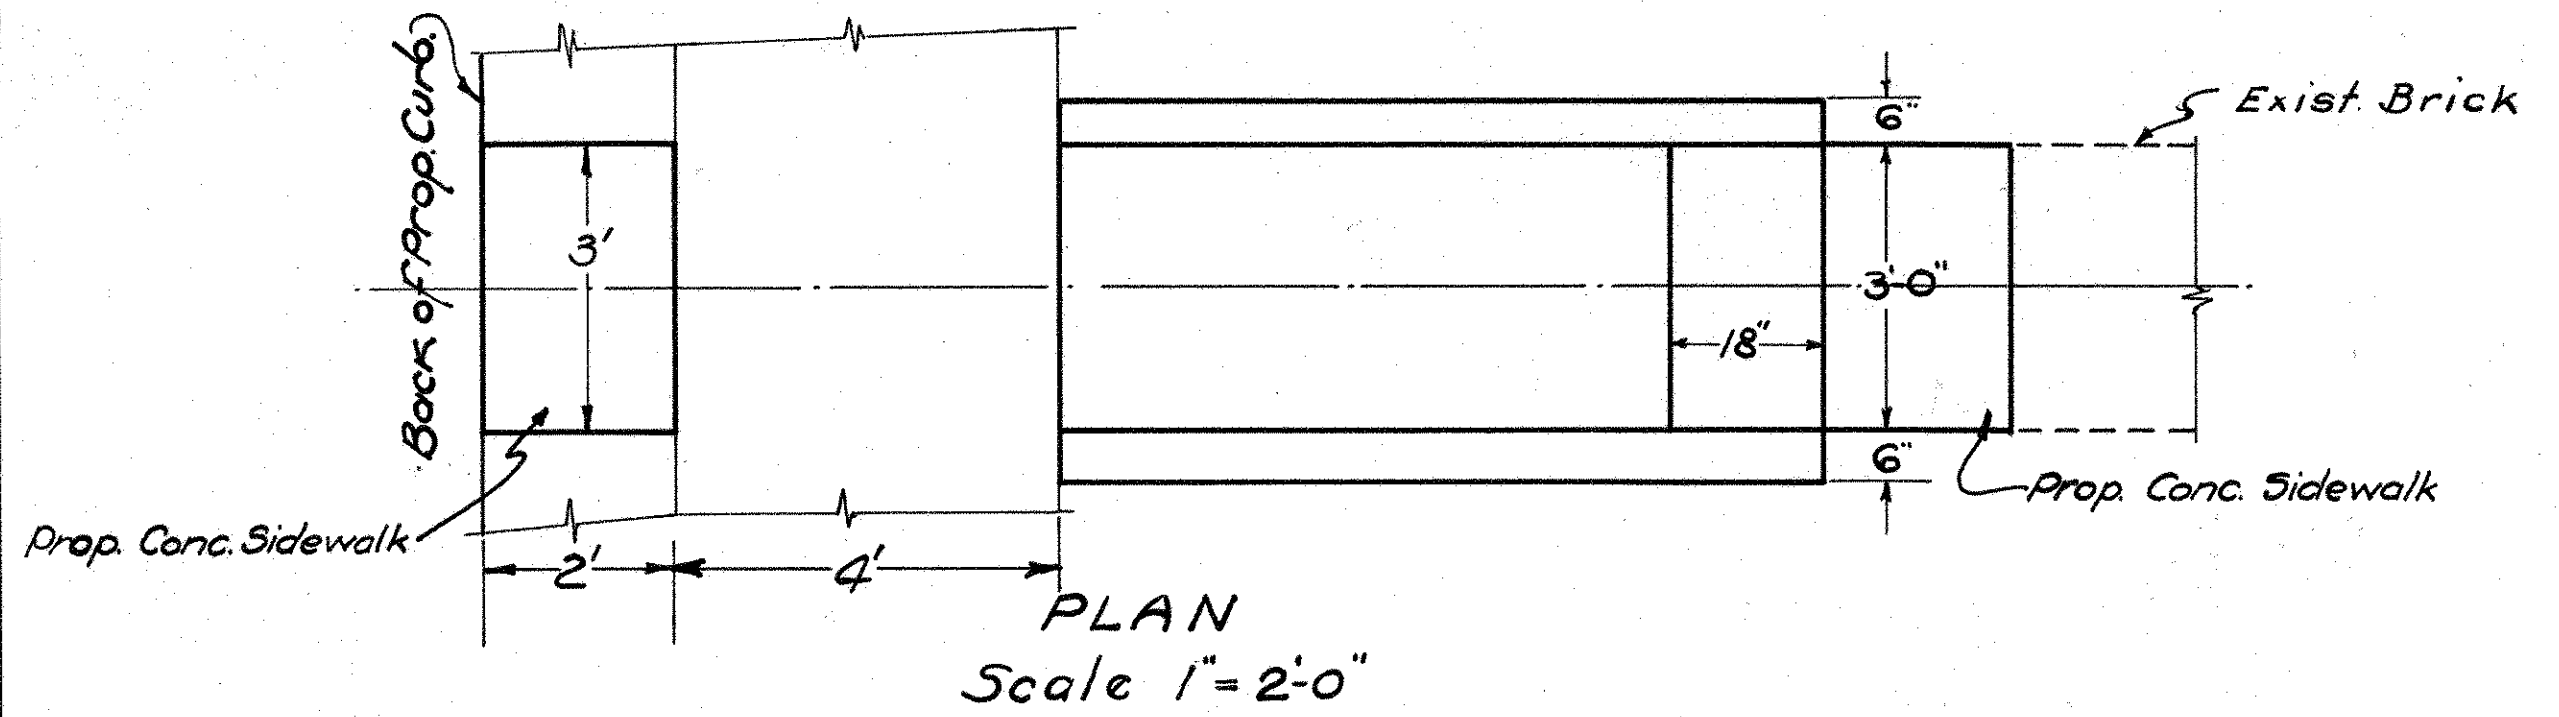 Back of Prop. Curb.
3'
Prop. Conc. Sidewalk
2'
4'
18"
6"
3'-0"
6"
Exist. Brick
Prop. Conc. Sidewalk
PLAN
Scale 1" = 2'-0"